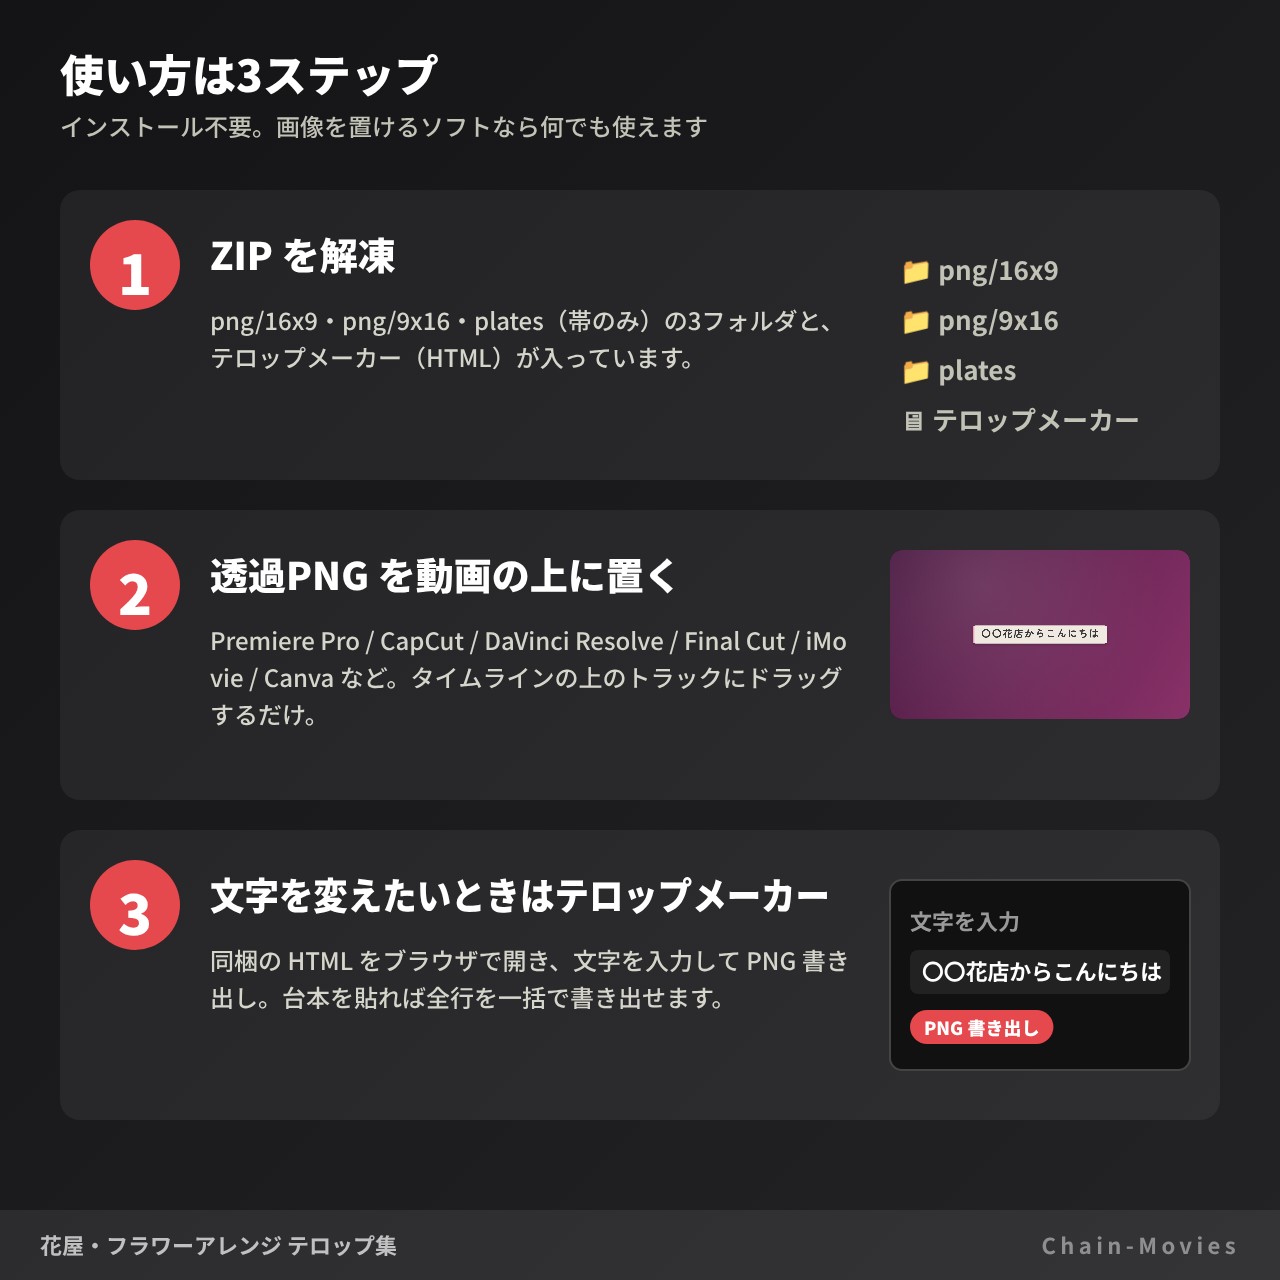 使い方は3ステップ
インストール不要。画像を置けるソフトなら何でも使えます
1
ZIP を解凍
png/16x9・png/9x16・plates（帯のみ）の3フォルダと、
テロップメーカー（HTML）が入っています。
png/16x9
png/9x16
plates
テロップメーカー
2
透過PNG を動画の上に置く
Premiere Pro / CapCut / DaVinci Resolve / Final Cut / iMo
vie / Canva など。タイムラインの上のトラックにドラッグ
するだけ。
〇〇花店からこんにちは
3
文字を変えたいときはテロップメーカー
同梱の HTML をブラウザで開き、文字を入力して PNG 書き
出し。台本を貼れば全行を一括で書き出せます。
文字を入力
〇〇花店からこんにちは
PNG 書き出し
花屋・フラワーアレンジ テロップ集
Chain-Movies